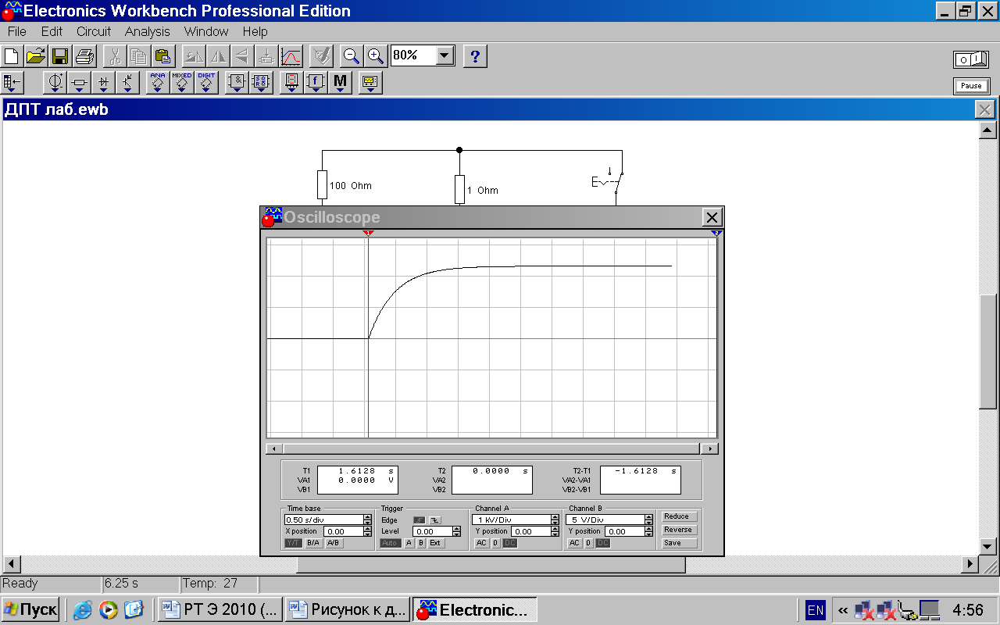 Electronics Workbench Professional Edition
File Edit Circuit Analysis Window Help
80% ?
O I
ANA MIXED DIGIT f M
Pause
ДПТ лаб.ewb
100 Ohm
1 Ohm
E
Oscilloscope
1 2
T1 1.6128 s T2 0.0000 s T2-T1 -1.6128 s
VA1 0.0000 V VA2 VA2-VA1
VB1 VB2 VB2-VB1
Time base Trigger Channel A Channel B
0.50 s/div Edge 1 kV/Div 5 V/Div Reduce
X position 0.00 Level 0.00 Y position 0.00 Y position 0.00 Reverse
Y/T B/A A/B Auto A B Ext AC 0 DC AC 0 DC Save
Ready 6.25 s Temp: 27
Пуск РТ Э 2010 (... Рисунок к д... Electronic... EN « 4:56